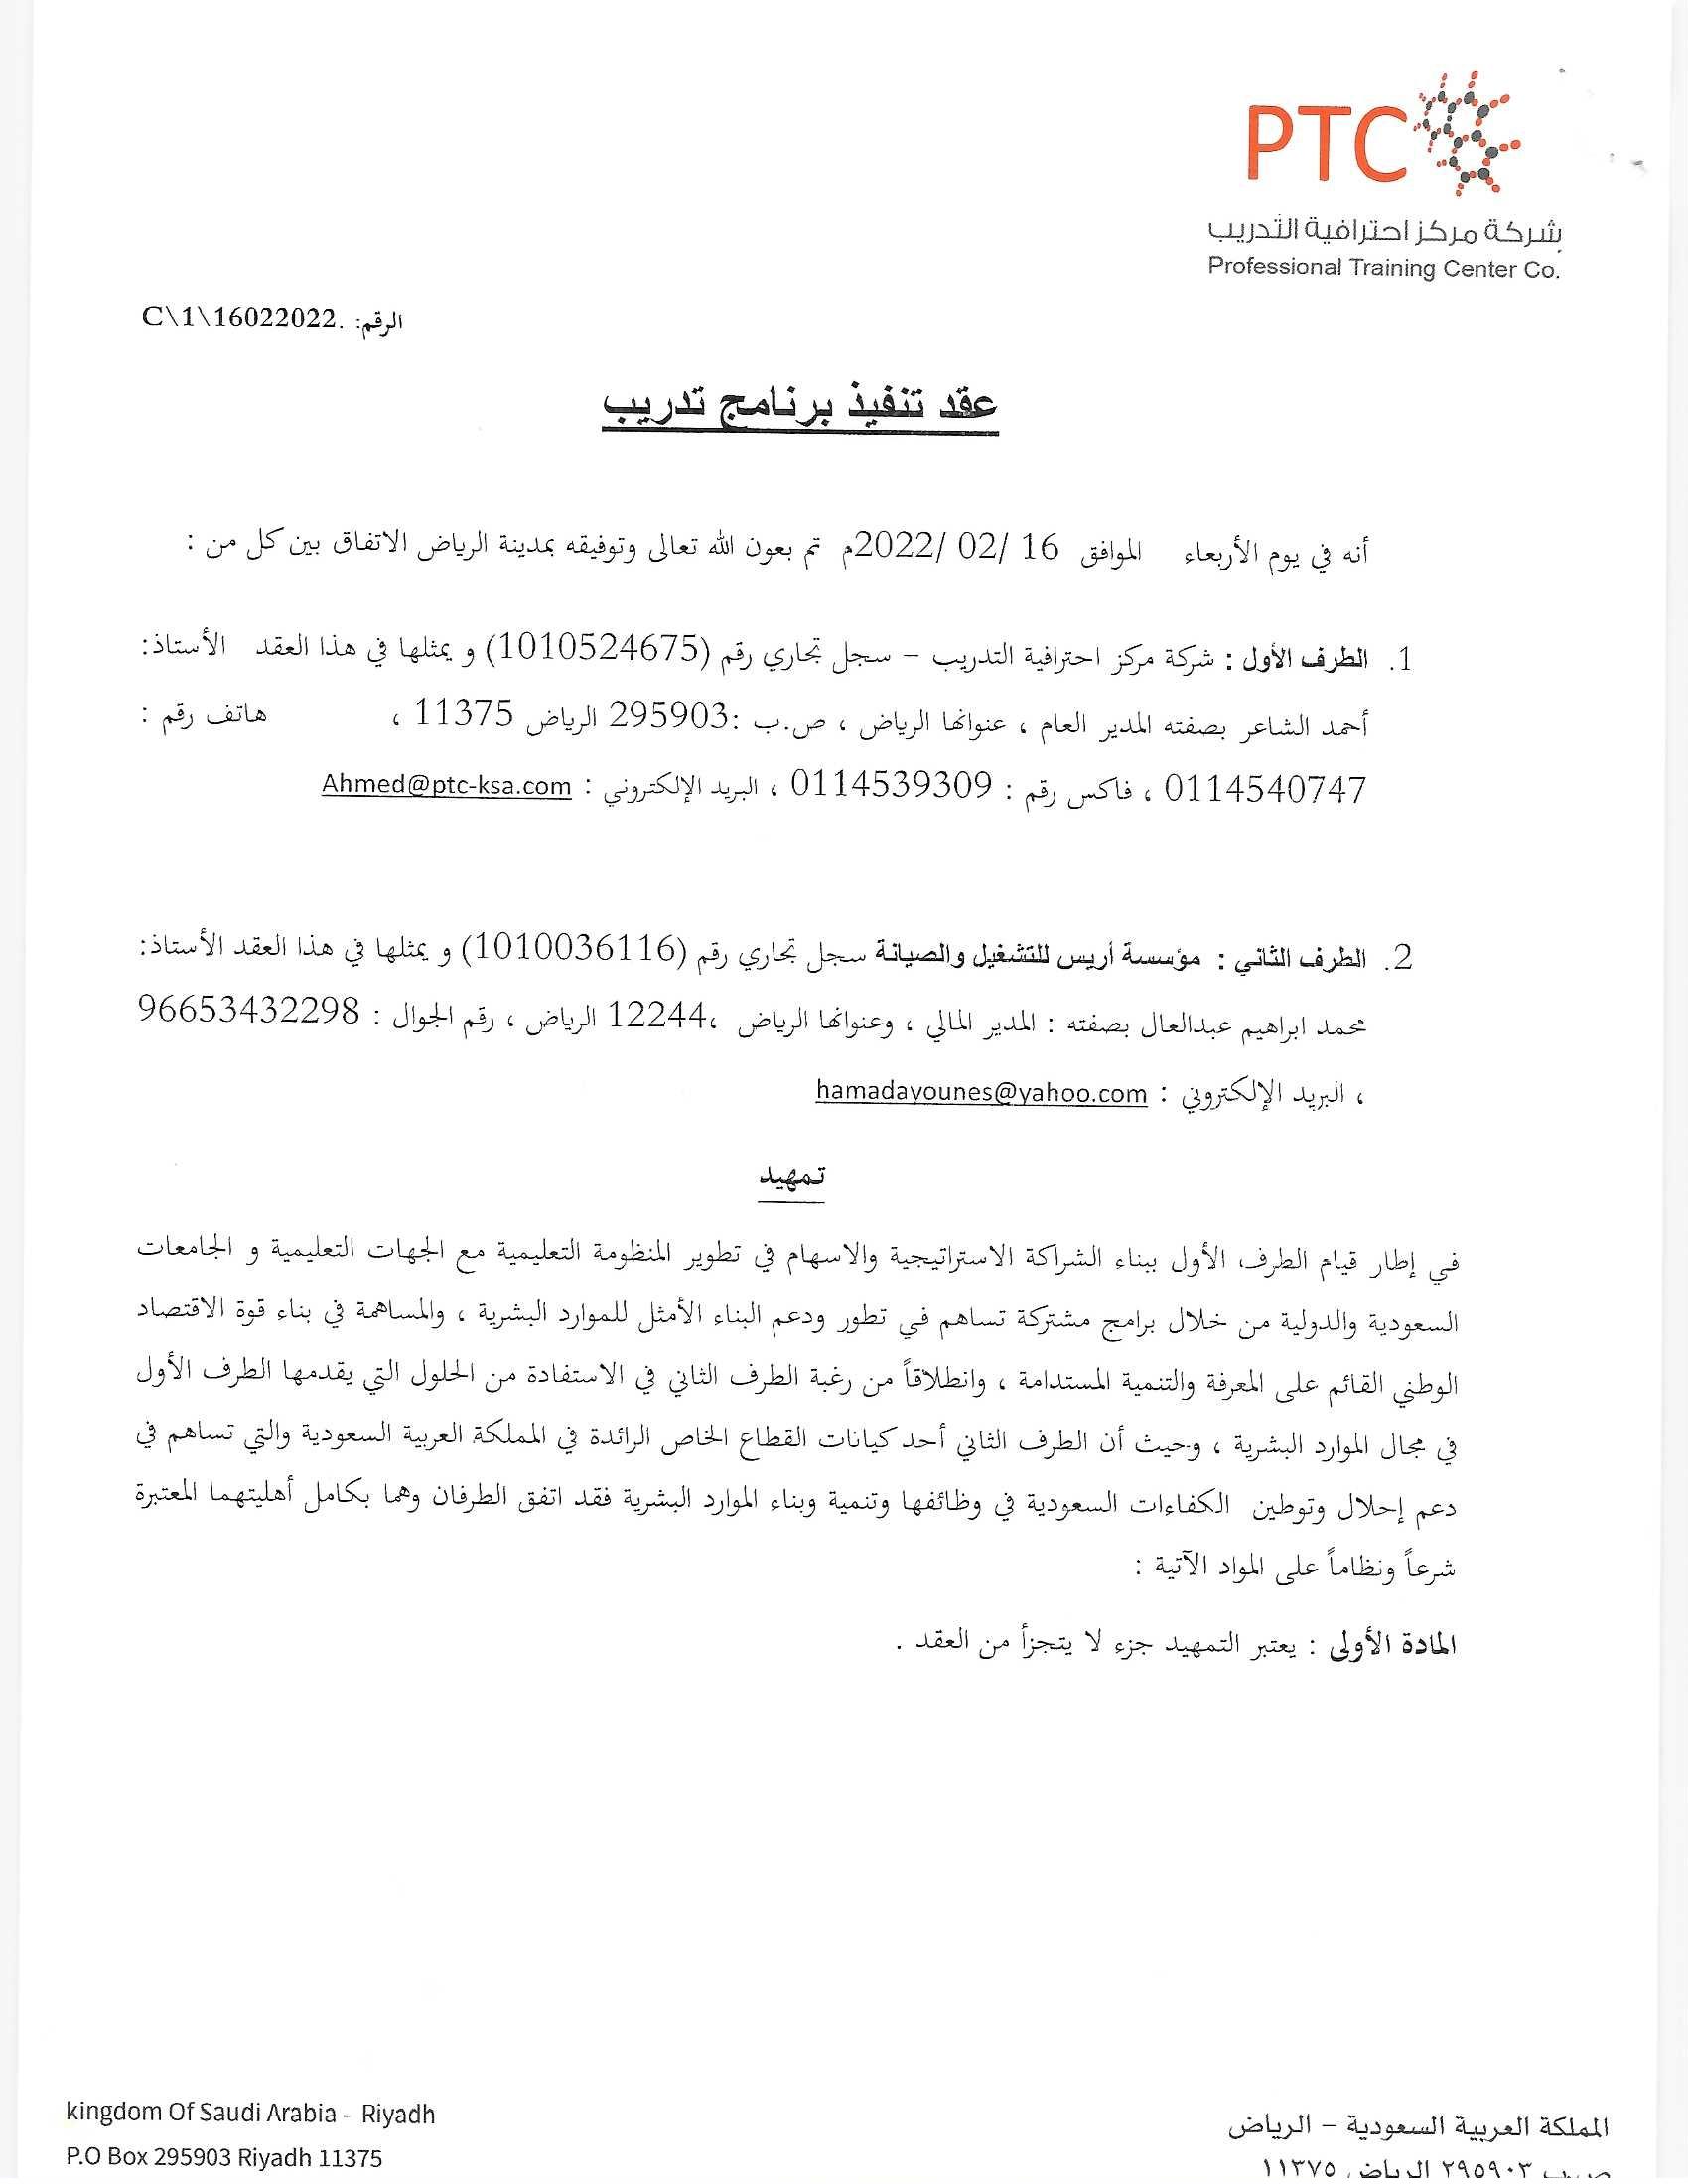 PTC
شركة مركز احترافية التدريب
Professional Training Center Co.
الرقم: .C\1\16022022
عقد تنفيذ برنامج تدريب
أنه في يوم الأربعاء الموافق 16 /02 /2022م تم بعون الله تعالى وتوفيقه بمدينة الرياض الاتفاق بين كل من :
1. الطرف الأول : شركة مركز احترافية التدريب – سجل تجاري رقم (1010524675) و يمثلها في هذا العقد الأستاذ:
أحمد الشاعر بصفته المدير العام ، عنوانها الرياض ، ص.ب :295903 الرياض 11375 ، هاتف رقم :
0114540747 ، فاكس رقم : 0114539309 ، البريد الإلكتروني : Ahmed@ptc-ksa.com
2. الطرف الثاني : مؤسسة أريس للتشغيل والصيانة سجل تجاري رقم (1010036116) و يمثلها في هذا العقد الأستاذ:
محمد ابراهيم عبدالعال بصفته : المدير المالي ، وعنوانها الرياض ،12244 الرياض ، رقم الجوال : 96653432298
، البريد الإلكتروني : hamadayounes@yahoo.com
تمهيد
في إطار قيام الطرف الأول ببناء الشراكة الاستراتيجية والاسهام في تطوير المنظومة التعليمية مع الجهات التعليمية و الجامعات
السعودية والدولية من خلال برامج مشتركة تساهم في تطور ودعم البناء الأمثل للموارد البشرية ، والمساهمة في بناء قوة الاقتصاد
الوطني القائم على المعرفة والتنمية المستدامة ، وانطلاقاً من رغبة الطرف الثاني في الاستفادة من الحلول التي يقدمها الطرف الأول
في مجال الموارد البشرية ، وحيث أن الطرف الثاني أحد كيانات القطاع الخاص الرائدة في المملكة العربية السعودية والتي تساهم في
دعم إحلال وتوطين الكفاءات السعودية في وظائفها وتنمية وبناء الموارد البشرية فقد اتفق الطرفان وهما بكامل أهليتهما المعتبرة
شرعاً ونظاماً على المواد الآتية :
المادة الأولى : يعتبر التمهيد جزء لا يتجزأ من العقد .
kingdom Of Saudi Arabia - Riyadh
P.O Box 295903 Riyadh 11375
المملكة العربية السعودية – الرياض
ص.ب ٢٩٥٩٠٣ الرياض ١١٣٧٥